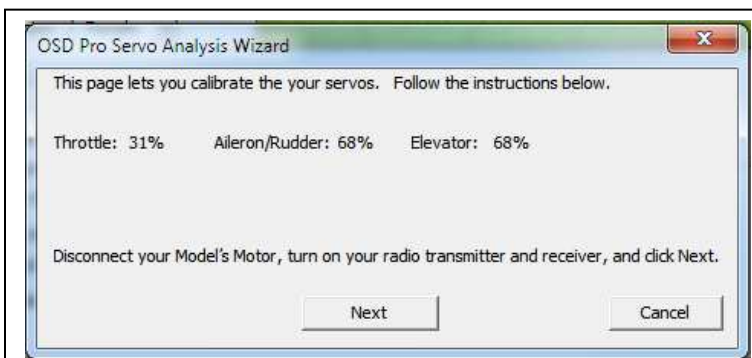 OSD Pro Servo Analysis Wizard
This page lets you calibrate the your servos. Follow the instructions below.
Throttle: 31% Aileron/Rudder: 68% Elevator: 68%
Disconnect your Model's Motor, turn on your radio transmitter and receiver, and click Next.
Next Cancel